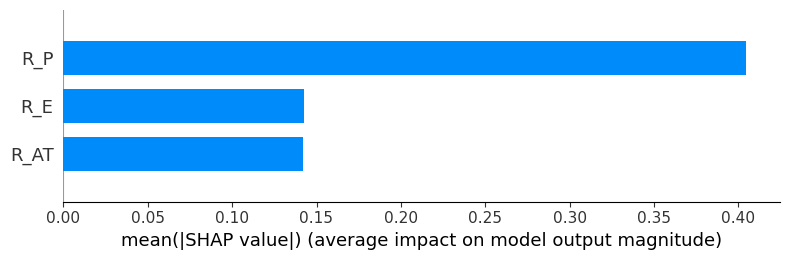 R_P
R_E
R_AT
0.00 0.05 0.10 0.15 0.20 0.25 0.30 0.35 0.40
mean(|SHAP value|) (average impact on model output magnitude)